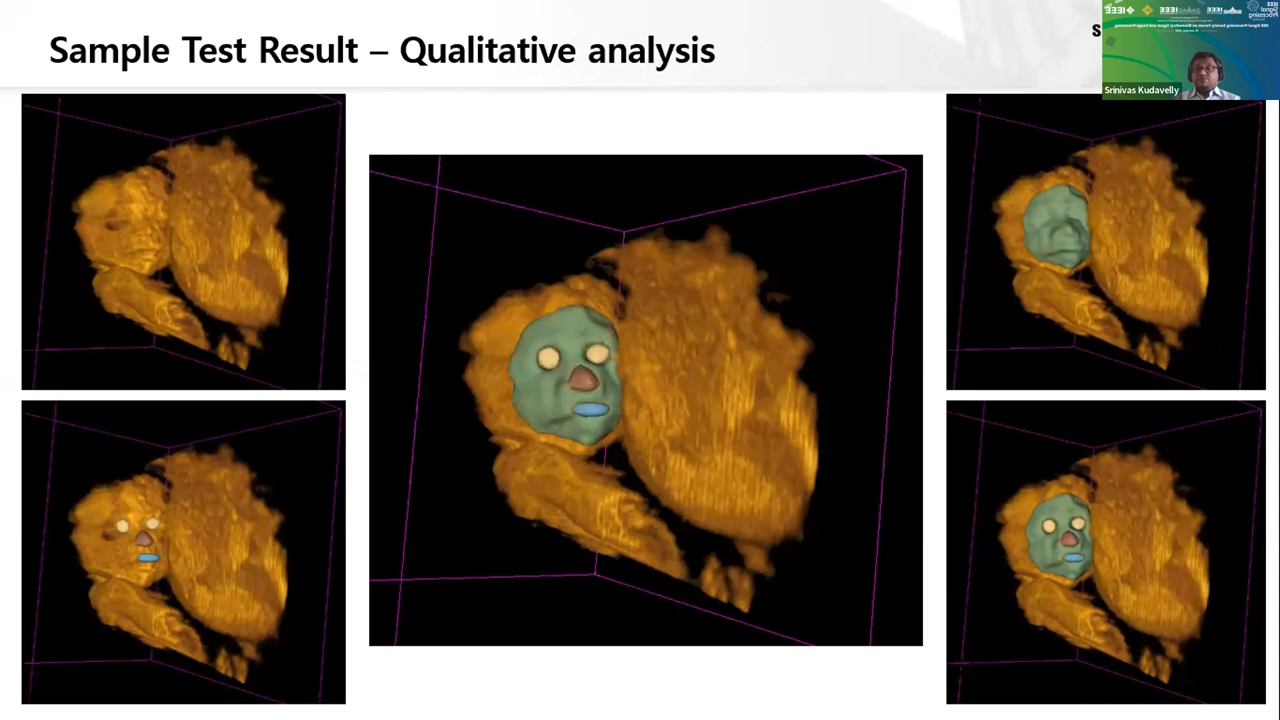 Sample Test Result – Qualitative analysis
S
Srinivas Kudavelly